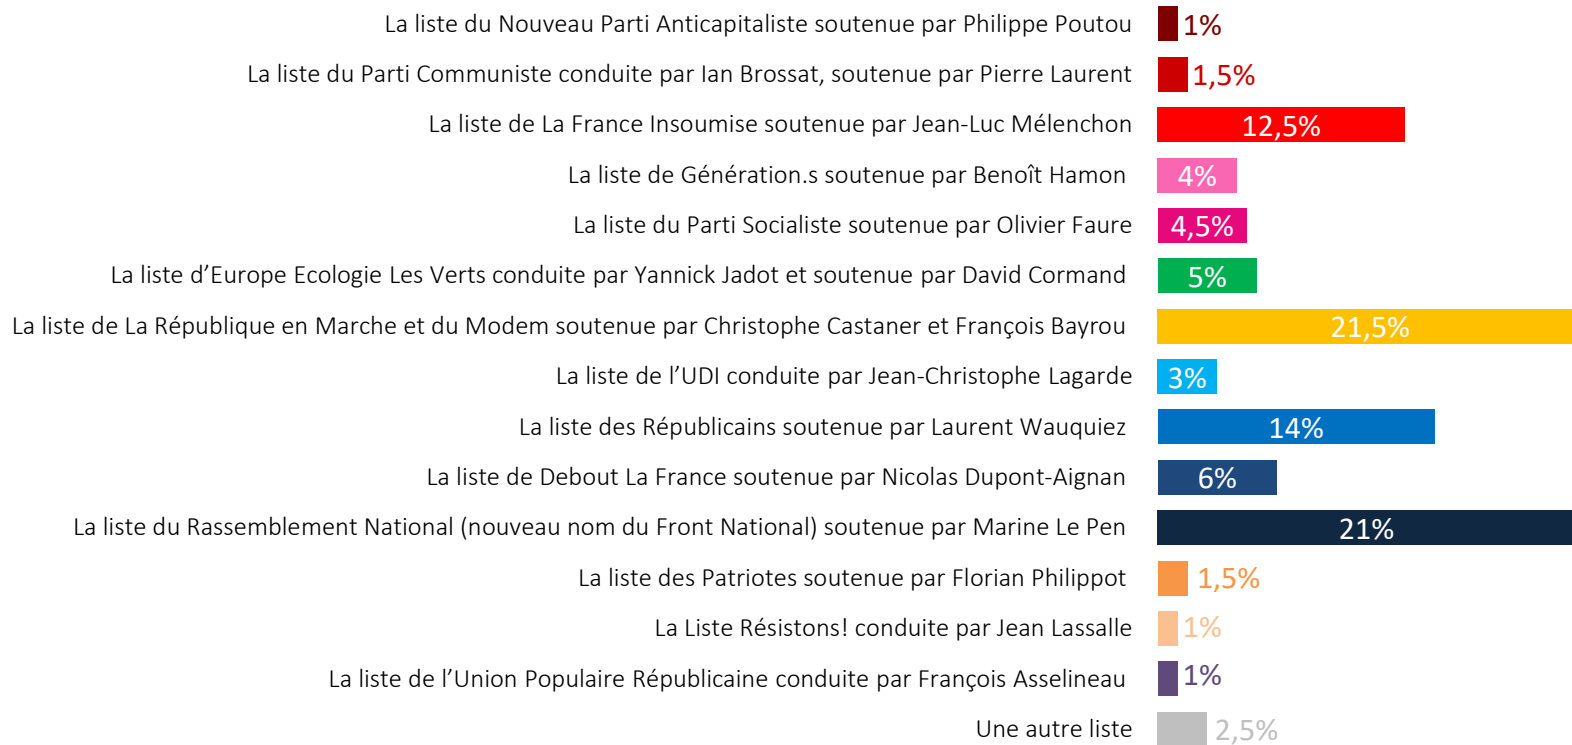 La liste du Nouveau Parti Anticapitaliste soutenue par Philippe Poutou 1%
La liste du Parti Communiste conduite par Ian Brossat, soutenue par Pierre Laurent 1,5%
La liste de La France Insoumise soutenue par Jean-Luc Mélenchon 12,5%
La liste de Génération.s soutenue par Benoît Hamon 4%
La liste du Parti Socialiste soutenue par Olivier Faure 4,5%
La liste d’Europe Ecologie Les Verts conduite par Yannick Jadot et soutenue par David Cormand 5%
La liste de La République en Marche et du Modem soutenue par Christophe Castaner et François Bayrou 21,5%
La liste de l’UDI conduite par Jean-Christophe Lagarde 3%
La liste des Républicains soutenue par Laurent Wauquiez 14%
La liste de Debout La France soutenue par Nicolas Dupont-Aignan 6%
La liste du Rassemblement National (nouveau nom du Front National) soutenue par Marine Le Pen 21%
La liste des Patriotes soutenue par Florian Philippot 1,5%
La Liste Résistons! conduite par Jean Lassalle 1%
La liste de l’Union Populaire Républicaine conduite par François Asselineau 1%
Une autre liste 2,5%